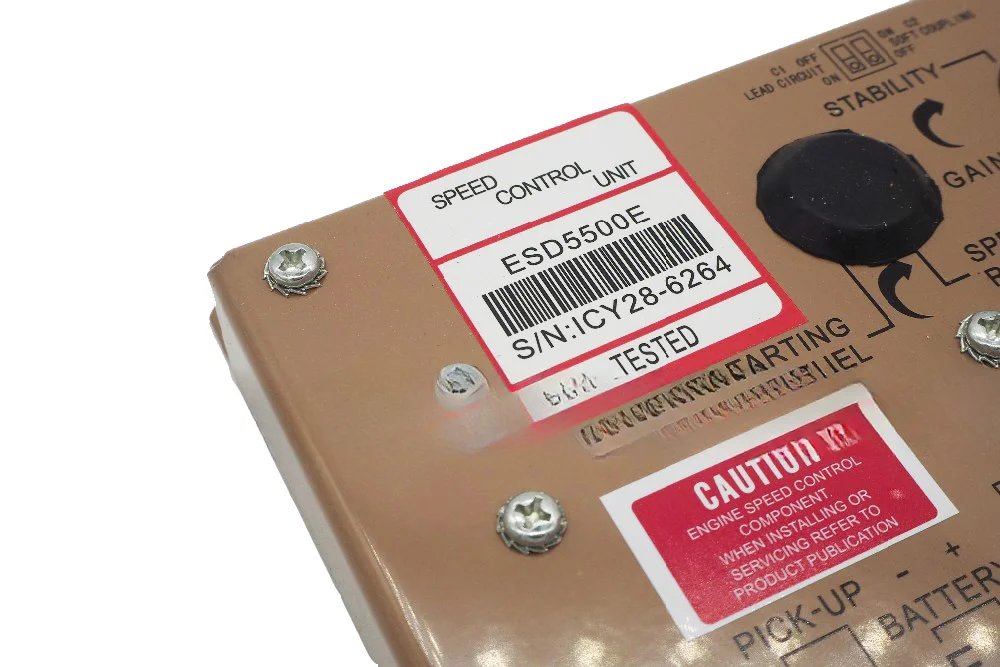 C1 OFF
ON C2
LEAD CIRCUIT ON
SOFT COUPLING
OFF
STABILITY
GAIN
SPEED
CONTROL
UNIT
ESD5500E
S/N:ICY28-6264
TESTED
CAUTION
ENGINE SPEED CONTROL
COMPONENT.
WHEN INSTALLING OR
SERVICING REFER TO
PRODUCT PUBLICATION
PICK-UP
- +
BATTERY